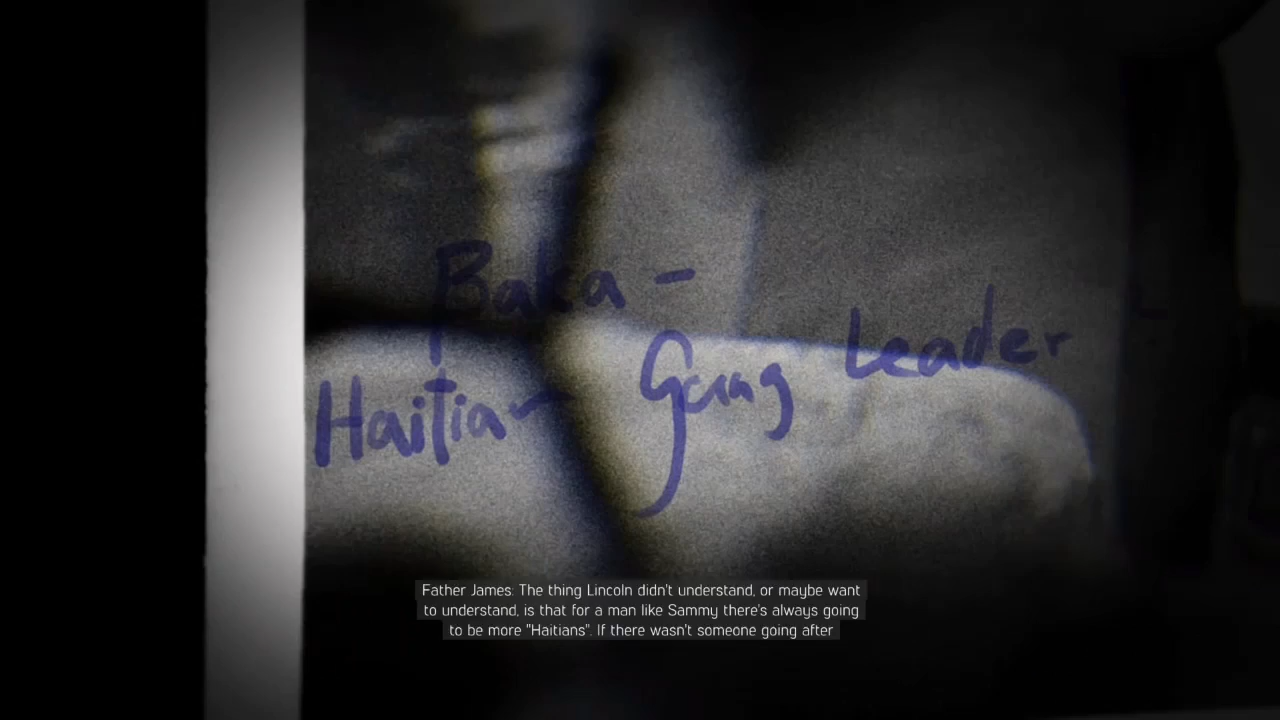 Baka -
Haitian Gang Leader
Father James: The thing Lincoln didn't understand, or maybe want
to understand, is that for a man like Sammy there's always going
to be more "Haitians". If there wasn't someone going after